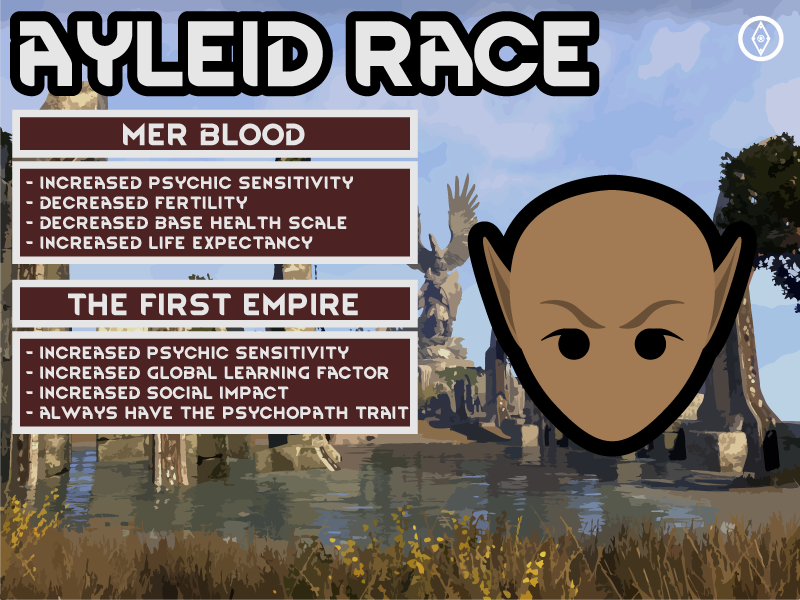 AYLEID RACE
MER BLOOD
- INCREASED PSYCHIC SENSITIVITY
- DECREASED FERTILITY
- DECREASED BASE HEALTH SCALE
- INCREASED LIFE EXPECTANCY
THE FIRST EMPIRE
- INCREASED PSYCHIC SENSITIVITY
- INCREASED GLOBAL LEARNING FACTOR
- INCREASED SOCIAL IMPACT
- ALWAYS HAVE THE PSYCHOPATH TRAIT